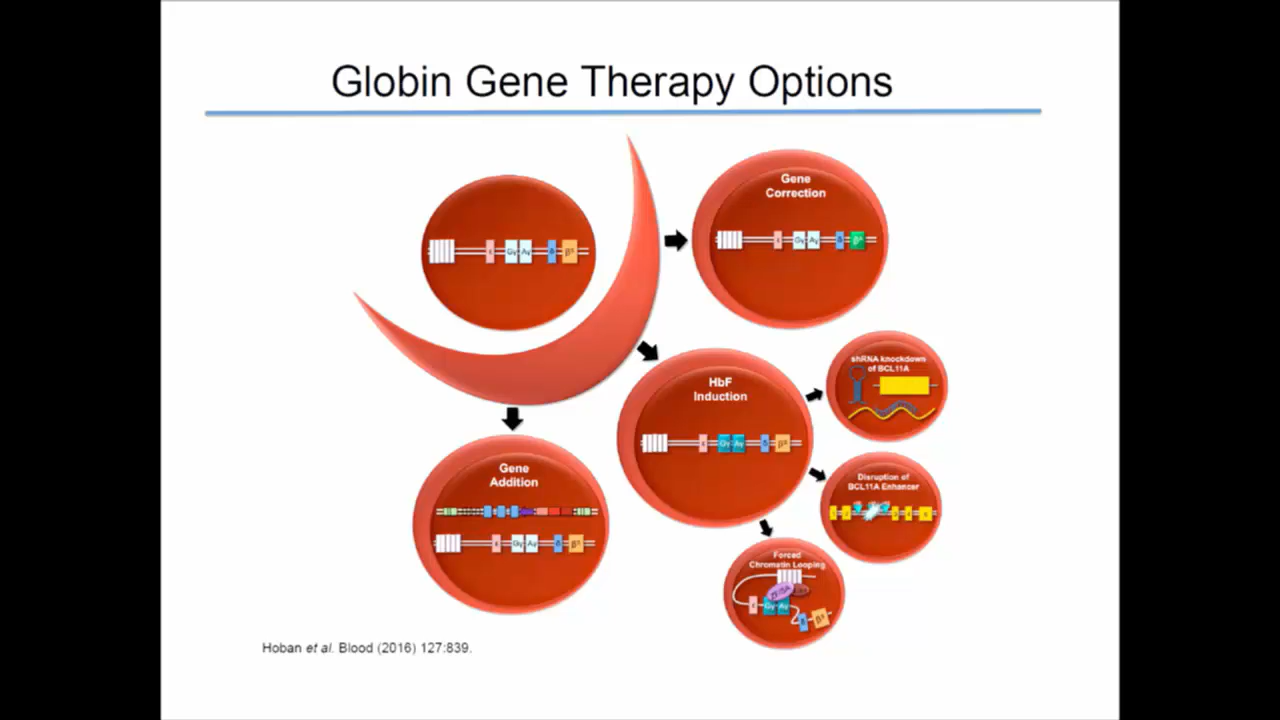 Globin Gene Therapy Options
Gene
Correction
shRNA knockdown
of BCL11A
HbF
Induction
Gene
Addition
Disruption of
BCL11A Enhancer
Forced
Chromatin Looping
Hoban et al. Blood (2016) 127:839.